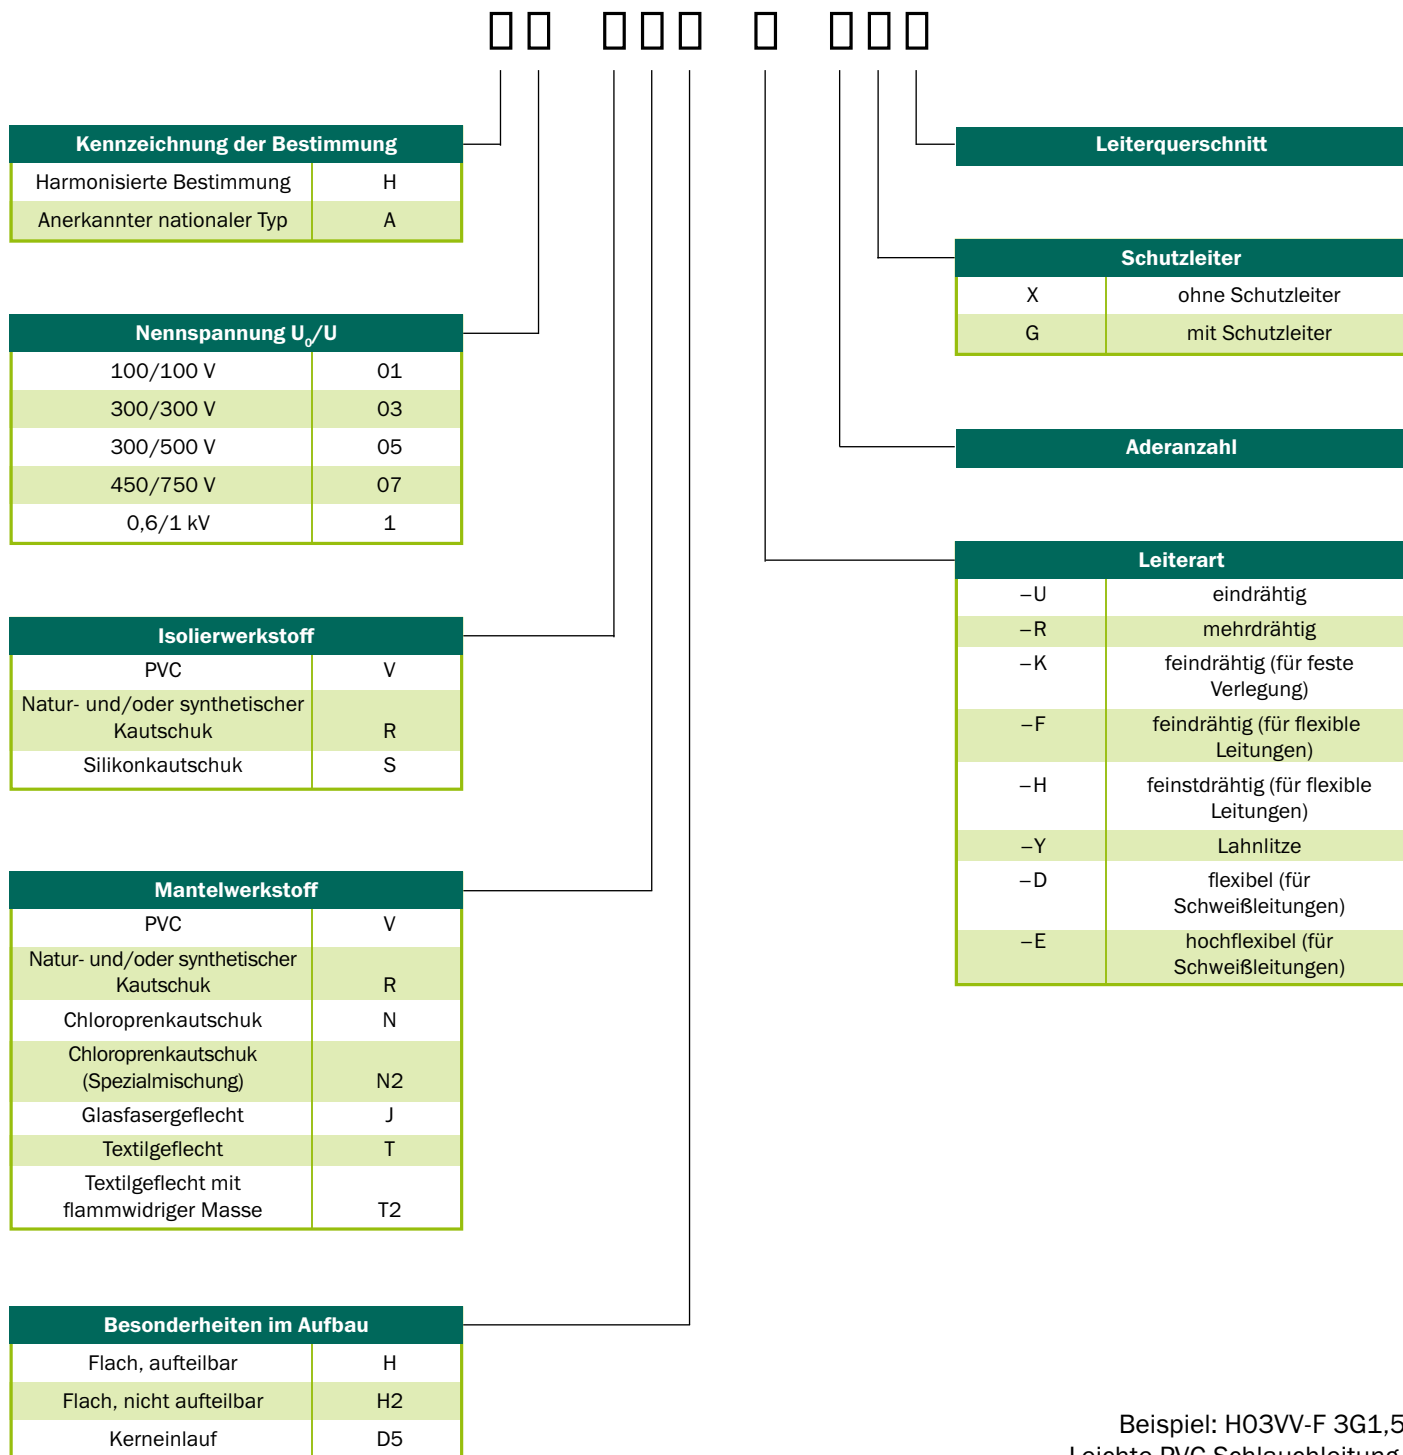 Kennzeichnung der Bestimmung
Harmonisierte Bestimmung H
Anerkannter nationaler Typ A
Nennspannung U0/U
100/100 V 01
300/300 V 03
300/500 V 05
450/750 V 07
0,6/1 kV 1
Isolierwerkstoff
PVC V
Natur- und/oder synthetischer
Kautschuk R
Silikonkautschuk S
Mantelwerkstoff
PVC V
Natur- und/oder synthetischer
Kautschuk R
Chloroprenkautschuk N
Chloroprenkautschuk
(Spezialmischung) N2
Glasfasergeflecht J
Textilgeflecht T
Textilgeflecht mit
flammwidriger Masse T2
Besonderheiten im Aufbau
Flach, aufteilbar H
Flach, nicht aufteilbar H2
Kerneinlauf D5
Leiterquerschnitt
Schutzleiter
X ohne Schutzleiter
G mit Schutzleiter
Aderanzahl
Leiterart
–U eindrähtig
–R mehrdrähtig
–K feindrähtig (für feste
Verlegung)
–F feindrähtig (für flexible
Leitungen)
–H feinstdrähtig (für flexible
Leitungen)
–Y Lahnlitze
–D flexibel (für
Schweißleitungen)
–E hochflexibel (für
Schweißleitungen)
Beispiel: H03VV-F 3G1,5
Leichte PVC Schlauchleitung